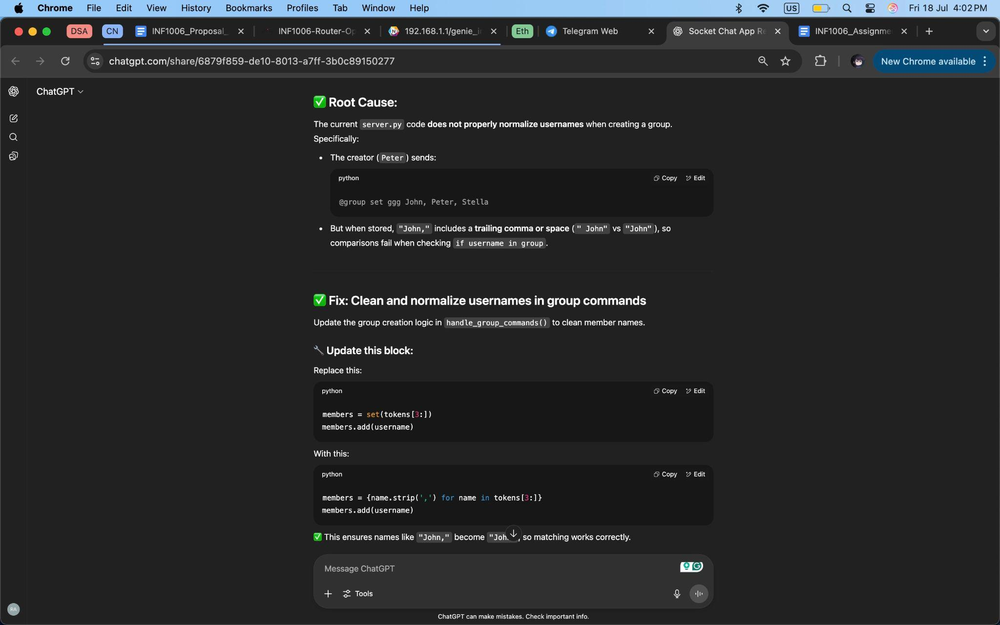 Chrome File Edit View History Bookmarks Profiles Tab Window Help US Fri 18 Jul 4:02 PM
DSA CN INF1006_Proposal_ INF1006-Router-Op 192.168.1.1/genie_i Eth Telegram Web Socket Chat App Re INF1006_Assignme
chatgpt.com/share/6879f859-de10-8013-a7ff-3b0c89150277 New Chrome available
ChatGPT
✅ Root Cause:
The current server.py code does not properly normalize usernames when creating a group.
Specifically:
• The creator ( Peter ) sends:
python Copy Edit
@group set ggg John, Peter, Stella
• But when stored, "John," includes a trailing comma or space ( " John" vs "John" ), so
comparisons fail when checking if username in group .
✅ Fix: Clean and normalize usernames in group commands
Update the group creation logic in handle_group_commands() to clean member names.
🔧 Update this block:
Replace this:
python Copy Edit
members = set(tokens[3:])
members.add(username)
With this:
python Copy Edit
members = {name.strip(',') for name in tokens[3:]}
members.add(username)
✅ This ensures names like "John," become "Joh , so matching works correctly.
Message ChatGPT
Tools
RA
ChatGPT can make mistakes. Check important info.